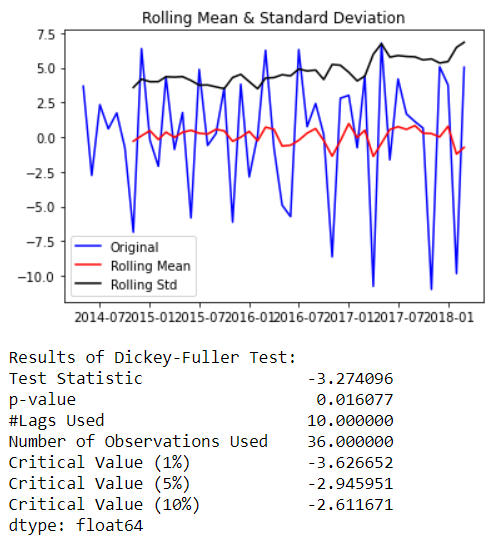 Rolling Mean & Standard Deviation
7.5
5.0
2.5
0.0
-2.5
-5.0
-7.5
-10.0
Original
Rolling Mean
Rolling Std
2014-07 2015-01 2015-07 2016-01 2016-07 2017-01 2017-07 2018-01
Results of Dickey-Fuller Test:
Test Statistic -3.274096
p-value 0.016077
#Lags Used 10.000000
Number of Observations Used 36.000000
Critical Value (1%) -3.626652
Critical Value (5%) -2.945951
Critical Value (10%) -2.611671
dtype: float64